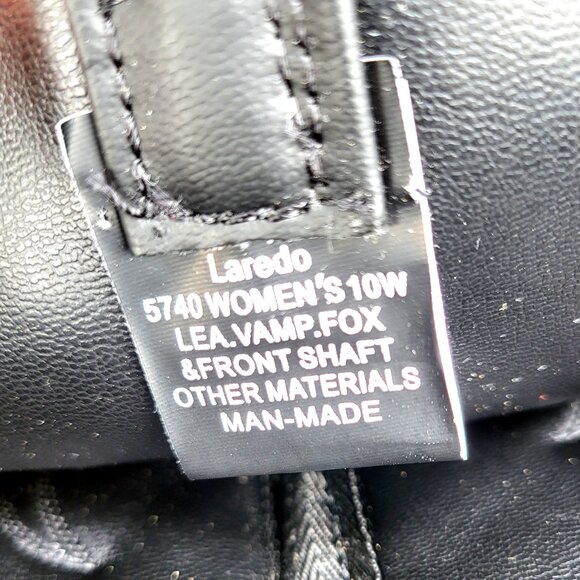 Laredo
5740 WOMEN'S 10W
LEA.VAMP.FOX
&FRONT SHAFT
OTHER MATERIALS
MAN-MADE